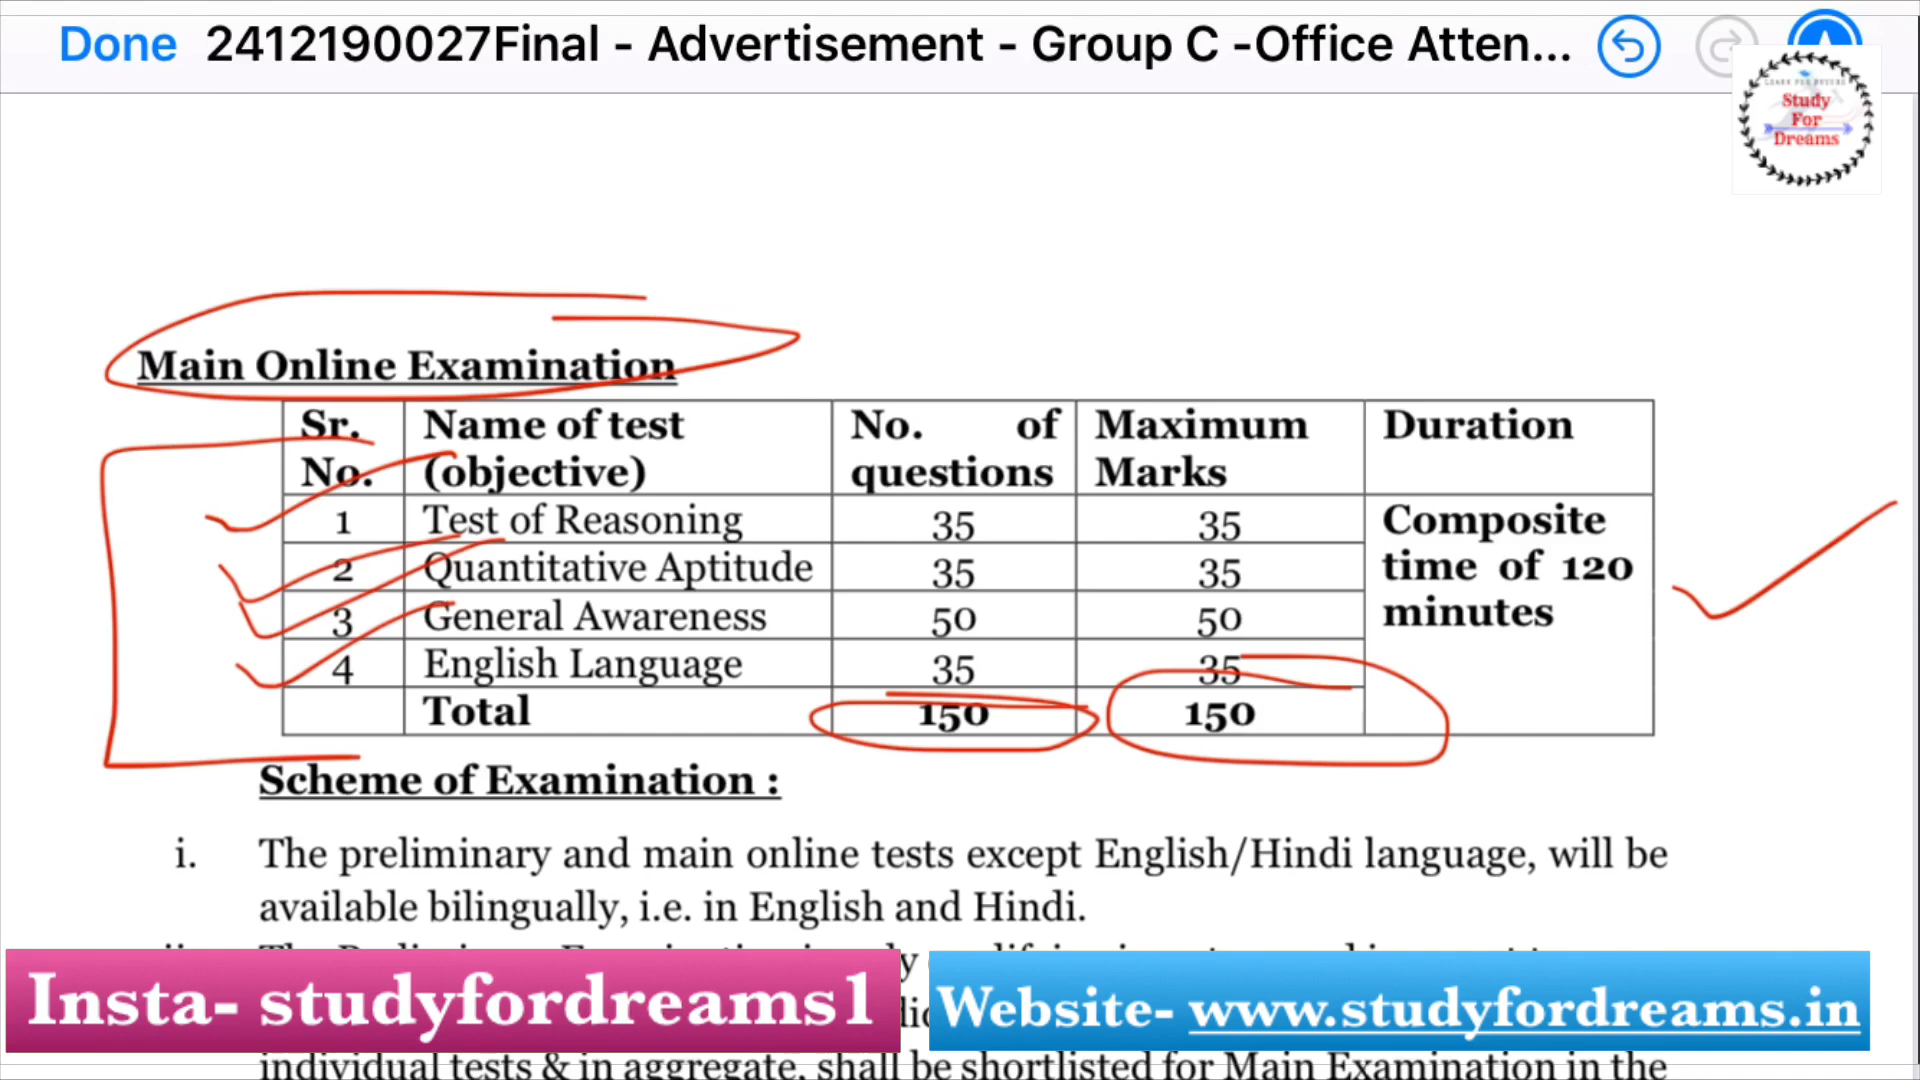 Done 2412190027Final - Advertisement - Group C -Office Atten...
Study
For
Dreams
Main Online Examination
Sr. No. Name of test (objective) No. of questions Maximum Marks Duration
1 Test of Reasoning 35 35 Composite time of 120 minutes
2 Quantitative Aptitude 35 35
3 General Awareness 50 50
4 English Language 35 35
Total 150 150
Scheme of Examination :
i. The preliminary and main online tests except English/Hindi language, will be
available bilingually, i.e. in English and Hindi.
Insta- studyfordreams1
Website- www.studyfordreams.in
individual tests & in aggregate, shall be shortlisted for Main Examination in the